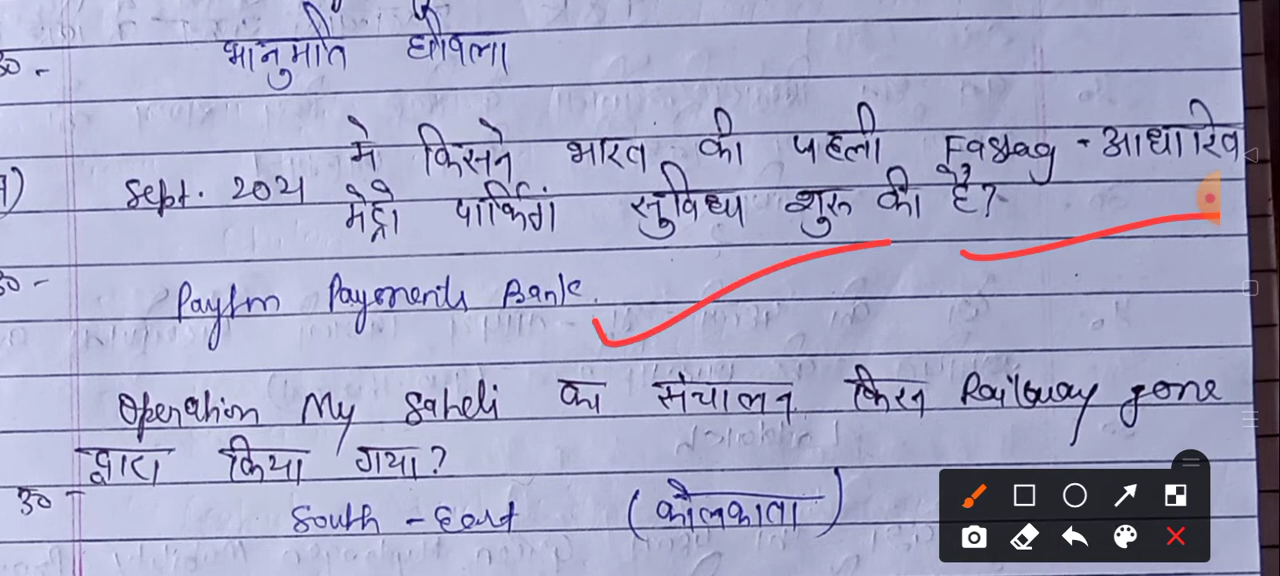 उ० - भानुमति घीवला
Sept. 2021 मे किसने भारत की पहली Fastag - आधारित
मेट्रो पार्किंग सुविधा शुरू की है?
उ० - Paytm Payments Bank.
Operation My Saheli का संचालन किस Railway zone
द्वारा किया गया?
उ० - South - East (कोलकाता)